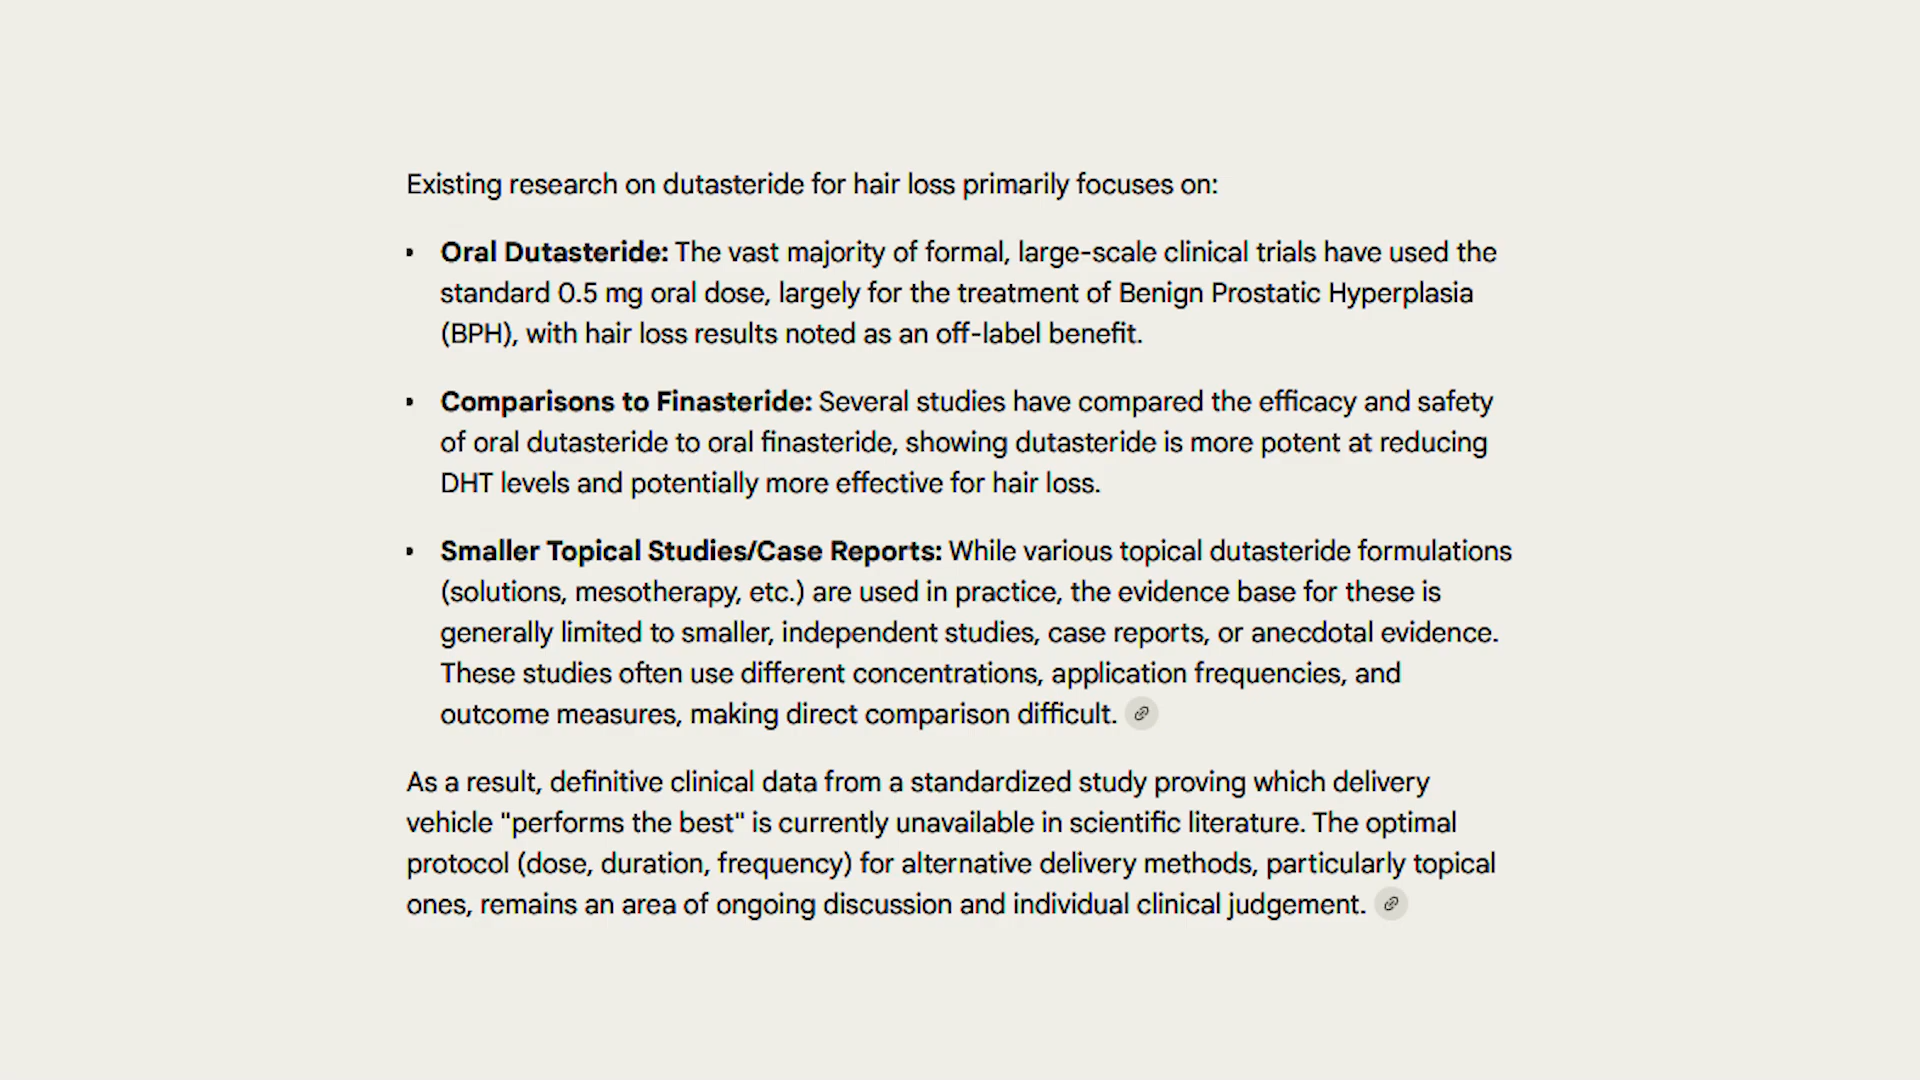 Existing research on dutasteride for hair loss primarily focuses on:
• Oral Dutasteride: The vast majority of formal, large-scale clinical trials have used the
standard 0.5 mg oral dose, largely for the treatment of Benign Prostatic Hyperplasia
(BPH), with hair loss results noted as an off-label benefit.
• Comparisons to Finasteride: Several studies have compared the efficacy and safety
of oral dutasteride to oral finasteride, showing dutasteride is more potent at reducing
DHT levels and potentially more effective for hair loss.
• Smaller Topical Studies/Case Reports: While various topical dutasteride formulations
(solutions, mesotherapy, etc.) are used in practice, the evidence base for these is
generally limited to smaller, independent studies, case reports, or anecdotal evidence.
These studies often use different concentrations, application frequencies, and
outcome measures, making direct comparison difficult.
As a result, definitive clinical data from a standardized study proving which delivery
vehicle "performs the best" is currently unavailable in scientific literature. The optimal
protocol (dose, duration, frequency) for alternative delivery methods, particularly topical
ones, remains an area of ongoing discussion and individual clinical judgement.